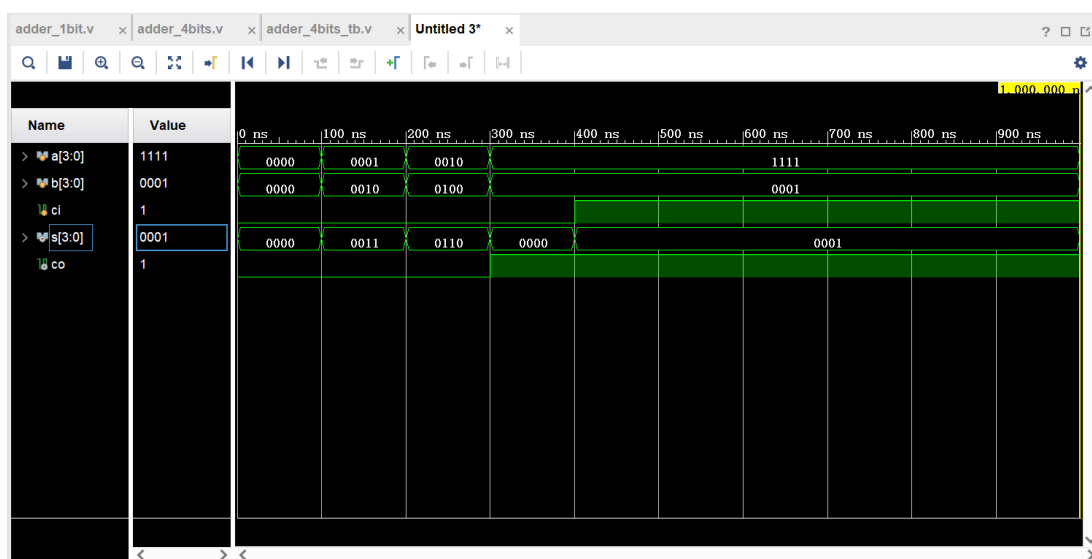 adder_1bit.v × adder_4bits.v × adder_4bits_tb.v × Untitled 3* × ?
1,000,000 n
Name Value 0 ns 100 ns 200 ns 300 ns 400 ns 500 ns 600 ns 700 ns 800 ns 900 ns
a[3:0] 1111 0000 0001 0010 1111
b[3:0] 0001 0000 0010 0100 0001
ci 1
s[3:0] 0001 0000 0011 0110 0000 0001
co 1